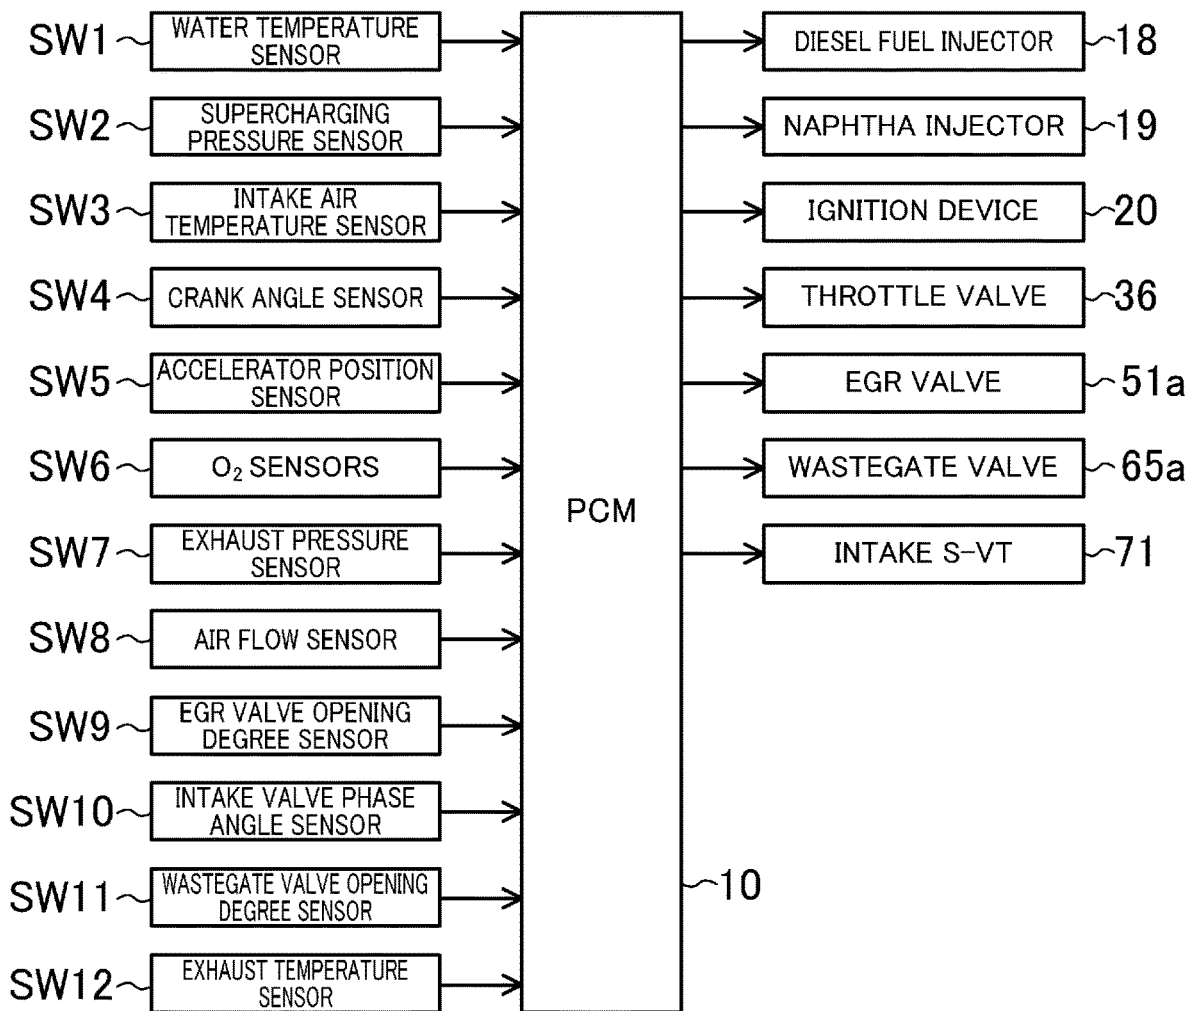 SW1
WATER TEMPERATURE
SENSOR
SW2
SUPERCHARGING
PRESSURE SENSOR
SW3
INTAKE AIR
TEMPERATURE SENSOR
SW4
CRANK ANGLE SENSOR
SW5
ACCELERATOR POSITION
SENSOR
SW6
O₂ SENSORS
SW7
EXHAUST PRESSURE
SENSOR
SW8
AIR FLOW SENSOR
SW9
EGR VALVE OPENING
DEGREE SENSOR
SW10
INTAKE VALVE PHASE
ANGLE SENSOR
SW11
WASTEGATE VALVE OPENING
DEGREE SENSOR
SW12
EXHAUST TEMPERATURE
SENSOR
PCM
10
DIESEL FUEL INJECTOR
18
NAPHTHA INJECTOR
19
IGNITION DEVICE
20
THROTTLE VALVE
36
EGR VALVE
51a
WASTEGATE VALVE
65a
INTAKE S-VT
71